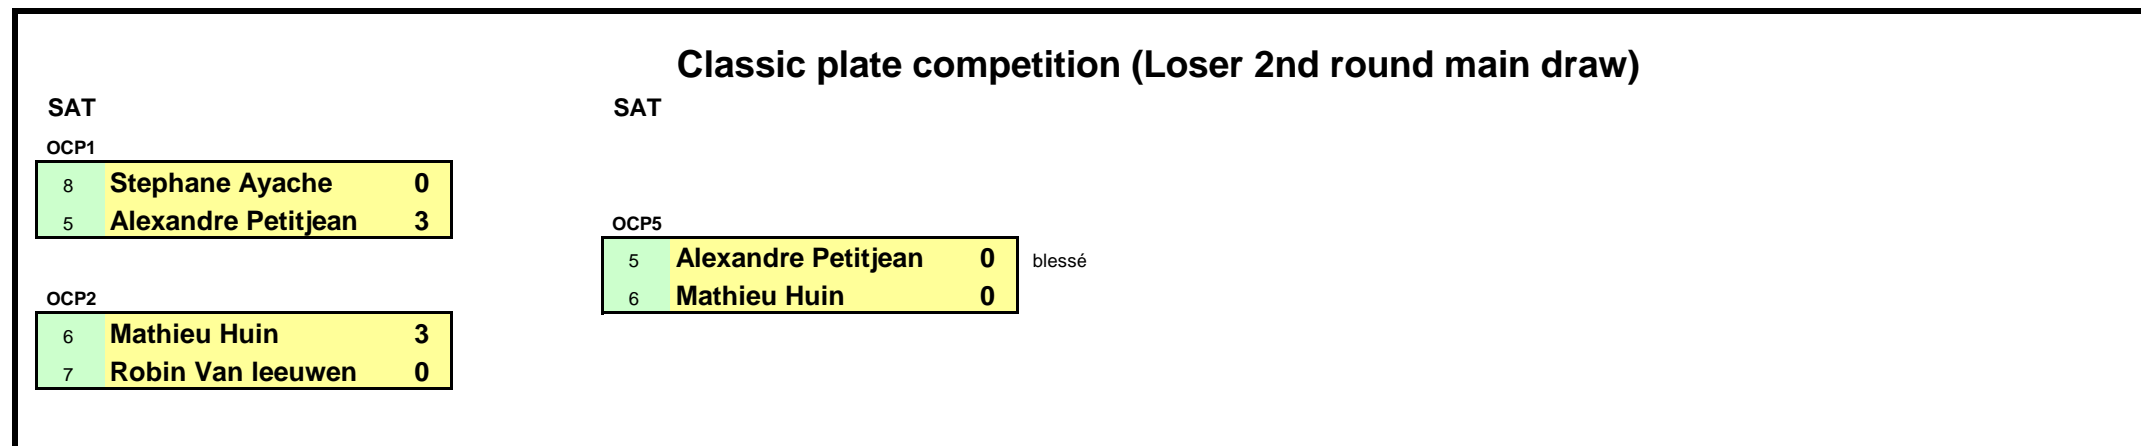 Classic plate competition (Loser 2nd round main draw)
SAT
SAT
OCP1
8 Stephane Ayache 0
5 Alexandre Petitjean 3
OCP5
5 Alexandre Petitjean 0 blessé
6 Mathieu Huin 0
OCP2
6 Mathieu Huin 3
7 Robin Van leeuwen 0